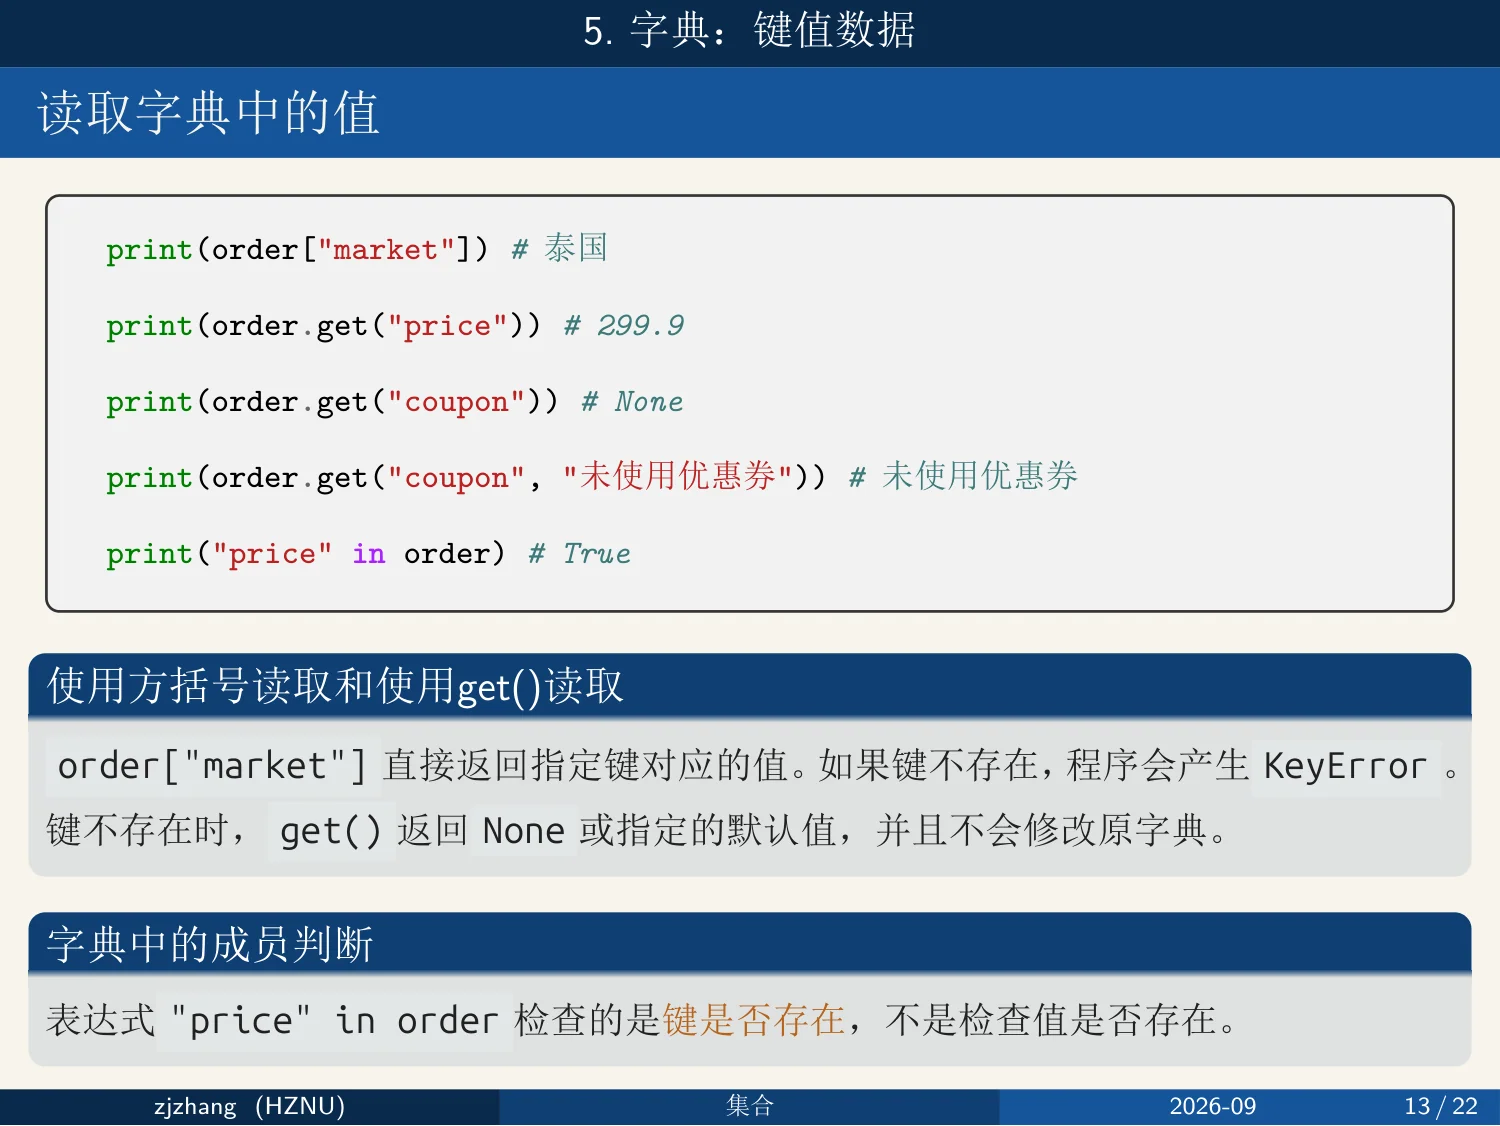 5. 字典：键值数据
读取字典中的值
print(order["market"]) # 泰国
print(order.get("price")) # 299.9
print(order.get("coupon")) # None
print(order.get("coupon", "未使用优惠券")) # 未使用优惠券
print("price" in order) # True
使用方括号读取和使用get()读取
order["market"] 直接返回指定键对应的值。如果键不存在，程序会产生 KeyError 。
键不存在时， get() 返回 None 或指定的默认值，并且不会修改原字典。
字典中的成员判断
表达式 "price" in order 检查的是键是否存在，不是检查值是否存在。
zjzhang (HZNU) 集合 2026-09 13 / 22